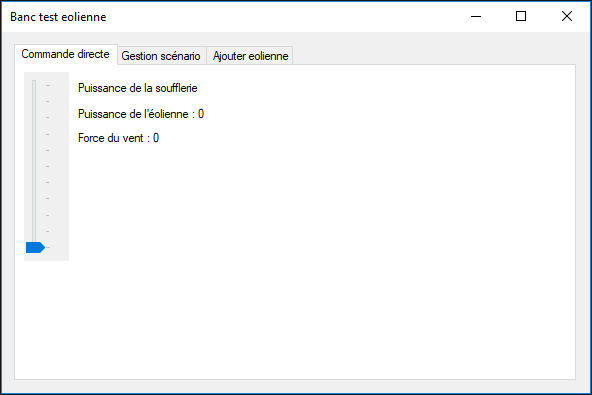 Banc test eolienne
Commande directe Gestion scénario Ajouter eolienne
Puissance de la soufflerie
Puissance de l'éolienne : 0
Force du vent : 0